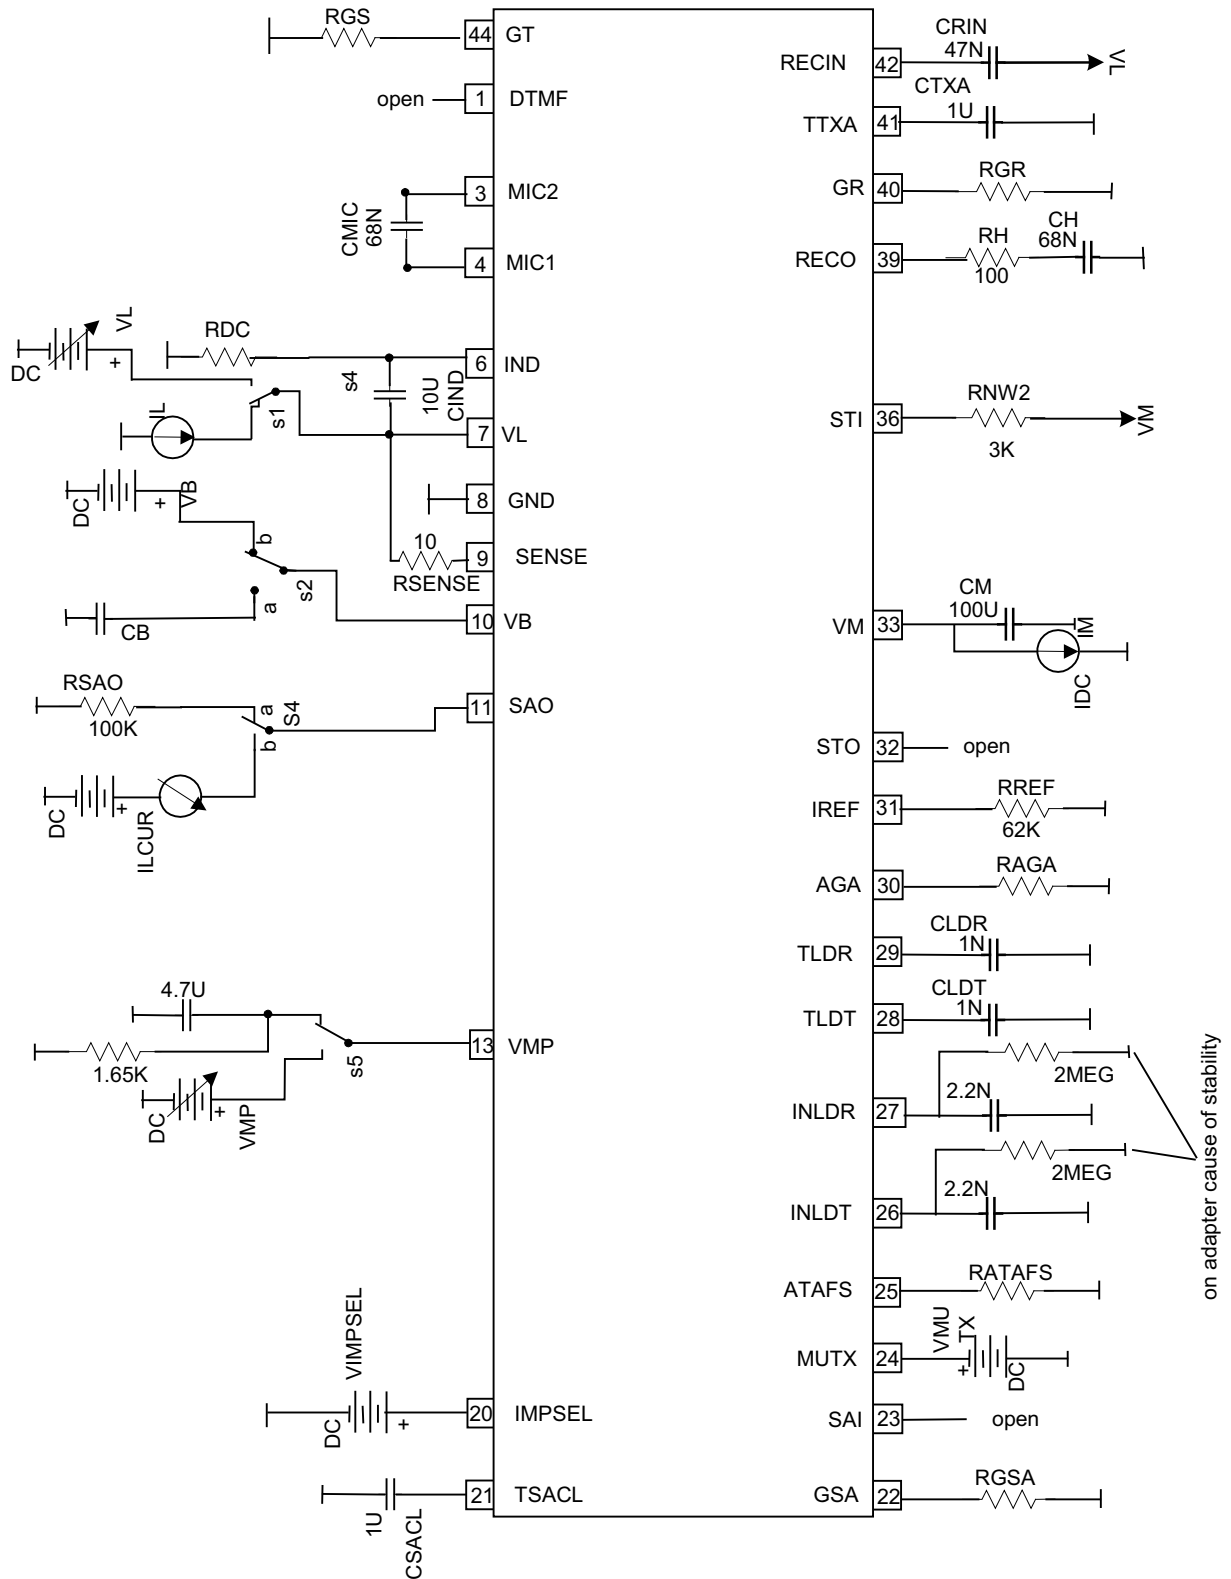 RGS
44 GT
open 1 DTMF
3 MIC2
CMIC
68N
4 MIC1
VL
DC
+
RDC
6 IND
s4
10U
CIND
IL
s1
7 VL
DC
+
VB
8 GND
b
s2
a
10
RSENSE
9 SENSE
CB
10 VB
RSAO
100K
a
S4
b
11 SAO
DC
+
ILCUR
4.7U
1.65K
s5
13 VMP
DC
+
VMP
VIMPSEL
DC
+
20 IMPSEL
1U
CSACL
21 TSACL
CRIN
47N
RECIN 42
VL
CTXA
1U
TTXA 41
RGR
GR 40
RH
100
CH
68N
RECO 39
RNW2
3K
STI 36
VM
CM
100U
VM 33
IM
IDC
STO 32 open
RREF
62K
IREF 31
RAGA
AGA 30
CLDR
1N
TLDR 29
CLDT
1N
TLDT 28
2MEG
2.2N
INLDR 27
2MEG
2.2N
INLDT 26
on adapter cause of stability
RATAFS
ATAFS 25
VMU
TX
MUTX 24
+
DC
SAI 23 open
RGSA
GSA 22